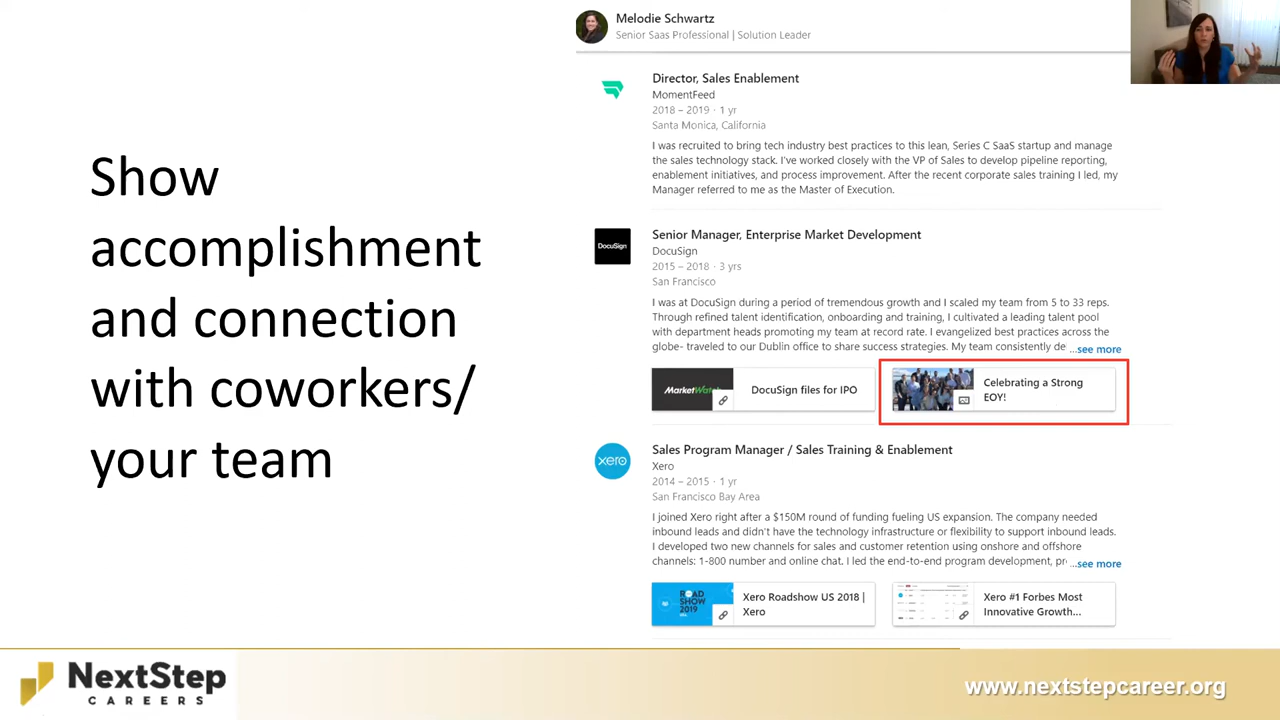 Show
accomplishment
and connection
with coworkers/
your team
Melodie Schwartz
Senior Saas Professional | Solution Leader
Director, Sales Enablement
MomentFeed
2018 – 2019 · 1 yr
Santa Monica, California
I was recruited to bring tech industry best practices to this lean, Series C SaaS startup and manage
the sales technology stack. I've worked closely with the VP of Sales to develop pipeline reporting,
enablement initiatives, and process improvement. After the recent corporate sales training I led, my
Manager referred to me as the Master of Execution.
DocuSign
Senior Manager, Enterprise Market Development
DocuSign
2015 – 2018 · 3 yrs
San Francisco
I was at DocuSign during a period of tremendous growth and I scaled my team from 5 to 33 reps.
Through refined talent identification, onboarding and training, I cultivated a leading talent pool
with department heads promoting my team at record rate. I evangelized best practices across the
globe- traveled to our Dublin office to share success strategies. My team consistently de ...see more
MarketWatc
DocuSign files for IPO
Celebrating a Strong
EOY!
xero
Sales Program Manager / Sales Training & Enablement
Xero
2014 – 2015 · 1 yr
San Francisco Bay Area
I joined Xero right after a $150M round of funding fueling US expansion. The company needed
inbound leads and didn't have the technology infrastructure or flexibility to support inbound leads.
I developed two new channels for sales and customer retention using onshore and offshore
channels: 1-800 number and online chat. I led the end-to-end program development, pr ...see more
ROAD
SHOW
2019
Xero Roadshow US 2018 |
Xero
Xero #1 Forbes Most
Innovative Growth...
NextStep
CAREERS
www.nextstepcareer.org